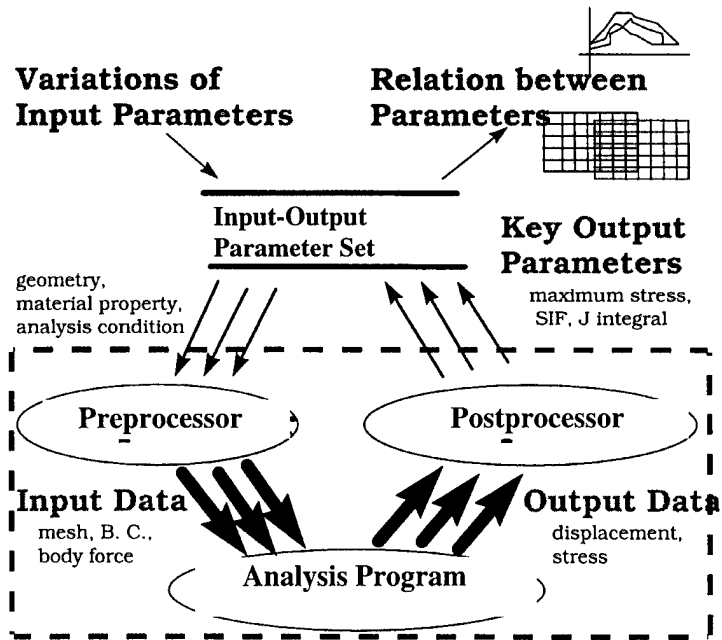 Variations of
Input Parameters
Relation between
Parameters
Input-Output
Parameter Set
Key Output
Parameters
maximum stress,
SIF, J integral
geometry,
material property,
analysis condition
Preprocessor
Postprocessor
Input Data
mesh, B. C.,
body force
Output Data
displacement,
stress
Analysis Program